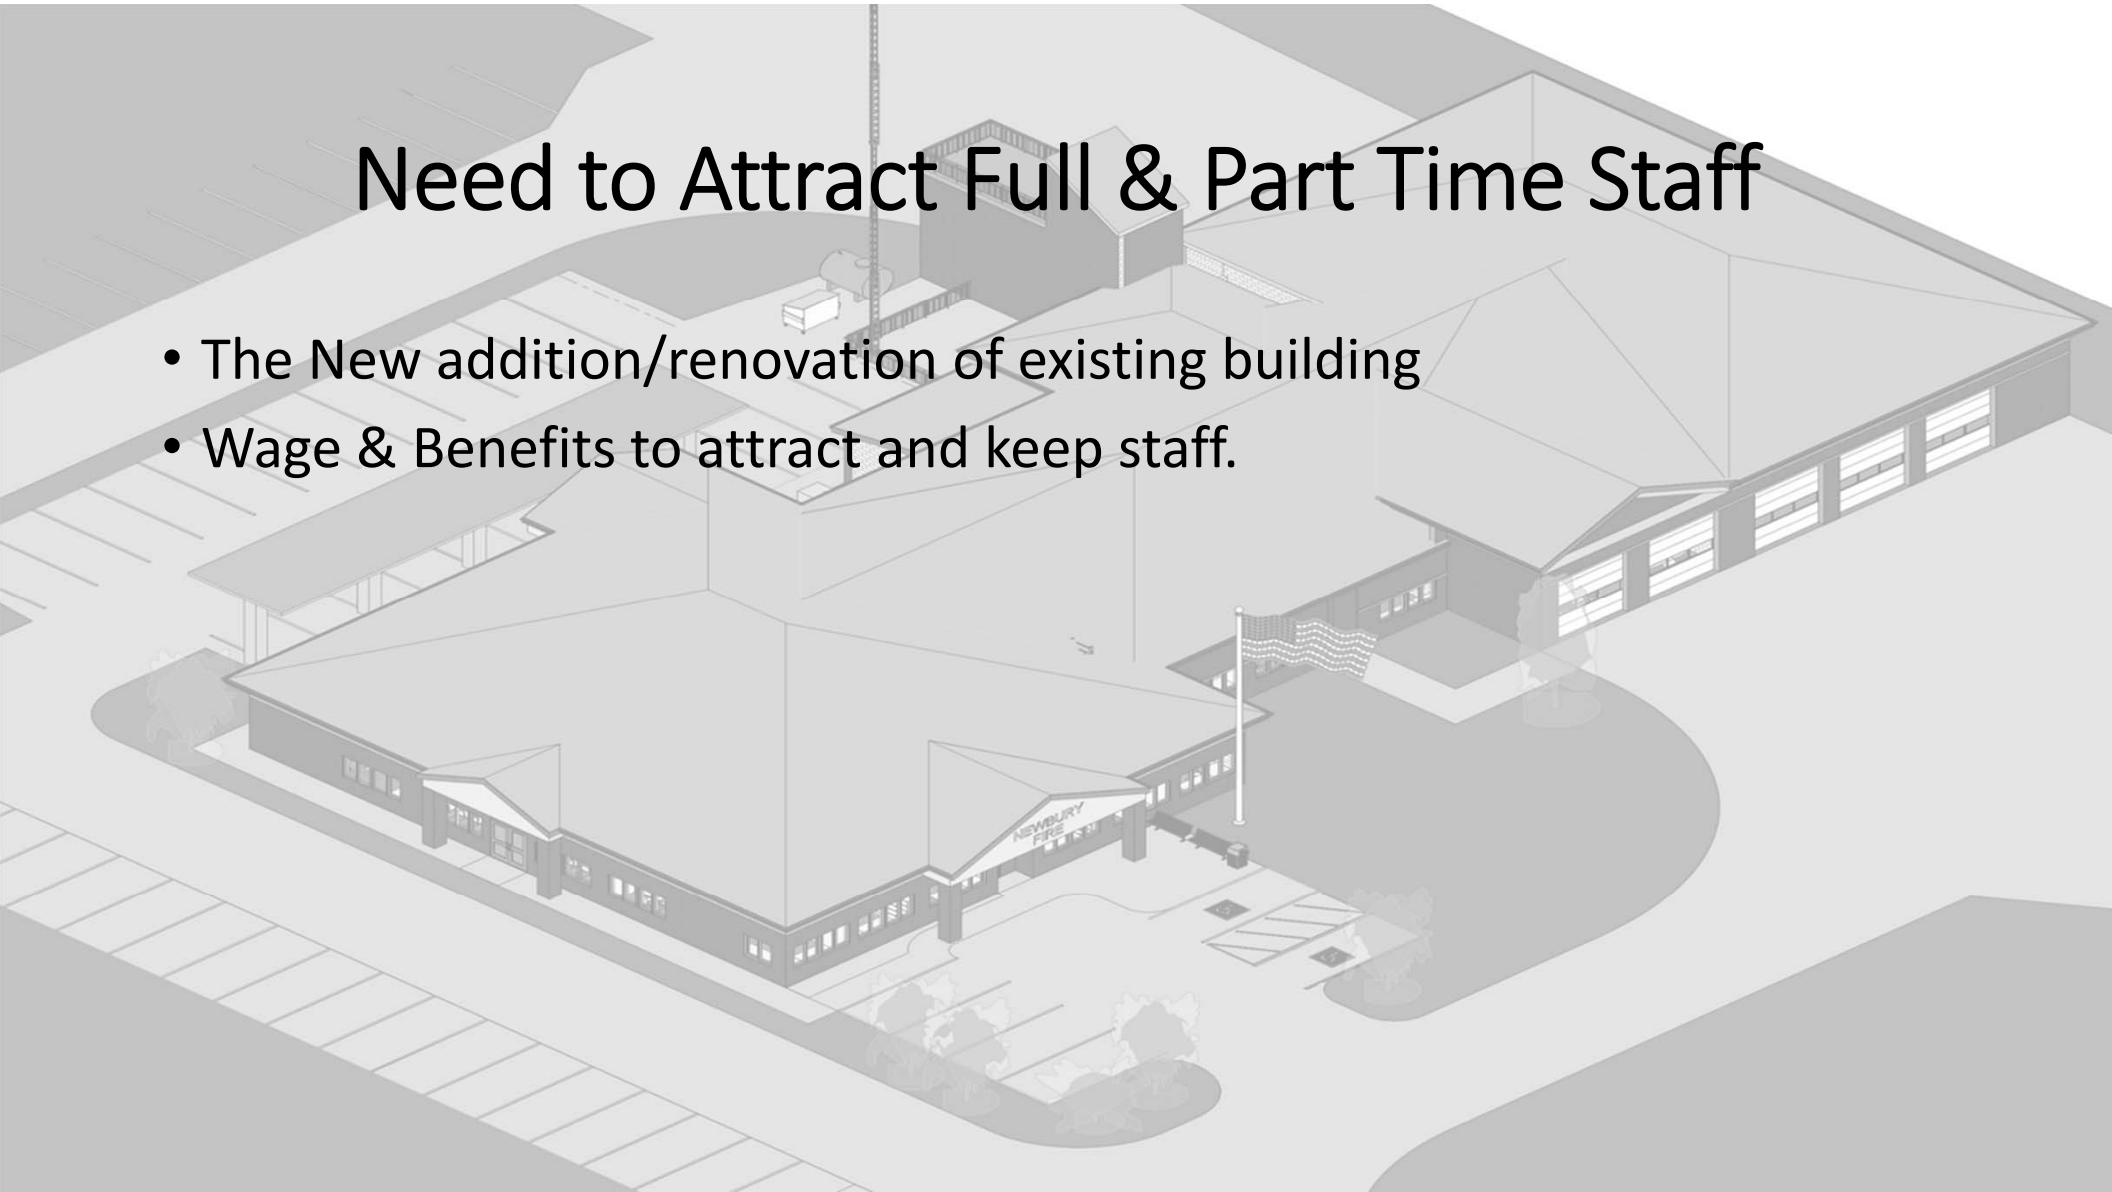 Need to Attract Full & Part Time Staff
• The New addition/renovation of existing building
• Wage & Benefits to attract and keep staff.
NEWBURY
FIRE